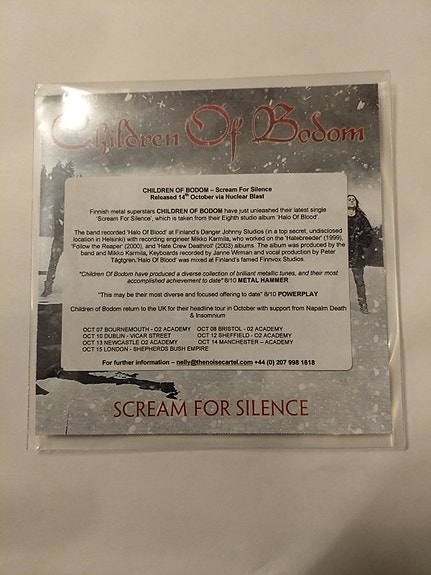 Children Of Bodom
CHILDREN OF BODOM – Scream For Silence
Released 14th October via Nuclear Blast
Finnish metal superstars CHILDREN OF BODOM have just unleashed their latest single
'Scream For Silence', which is taken from their Eighth studio album 'Halo Of Blood'.
The band recorded 'Halo Of Blood' at Finland's Danger Johnny Studios (in a top secret, undisclosed
location in Helsinki) with recording engineer Mikko Karmila, who worked on the 'Hatebreeder' (1999),
'Follow the Reaper' (2000), and 'Hate Crew Deathroll' (2003) albums. The album was produced by the
band and Mikko Karmila, Keyboards recorded by Janne Wirman and vocal production by Peter
Tägtgren,'Halo Of Blood' was mixed at Finland's famed Finnvox Studios.
"Children Of Bodom have produced a diverse collection of brilliant metallic tunes, and their most
accomplished achievement to date" 8/10 METAL HAMMER
"This may be their most diverse and focused offering to date" 8/10 POWERPLAY
Children of Bodom return to the UK for their headline tour in October with support from Napalm Death
& Insomnium
OCT 07 BOURNEMOUTH - O2 ACADEMY OCT 08 BRISTOL - 02 ACADEMY
OCT 10 DUBLIN - VICAR STREET OCT 12 SHEFFIELD - O2 ACADEMY
OCT 13 NEWCASTLE O2 ACADEMY OCT 14 MANCHESTER – ACADEMY
OCT 15 LONDON - SHEPHERDS BUSH EMPIRE
For further information – nelly@thenoisecartel.com +44 (0) 207 998 1618
SCREAM FOR SILENCE